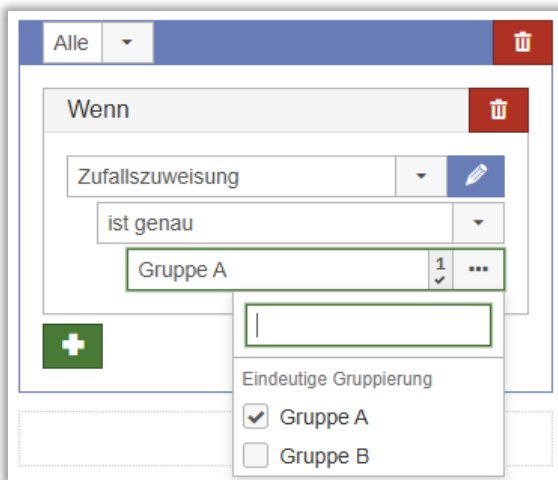 Alle
Wenn
Zufallszuweisung
ist genau
Gruppe A 1
Eindeutige Gruppierung
Gruppe A
Gruppe B